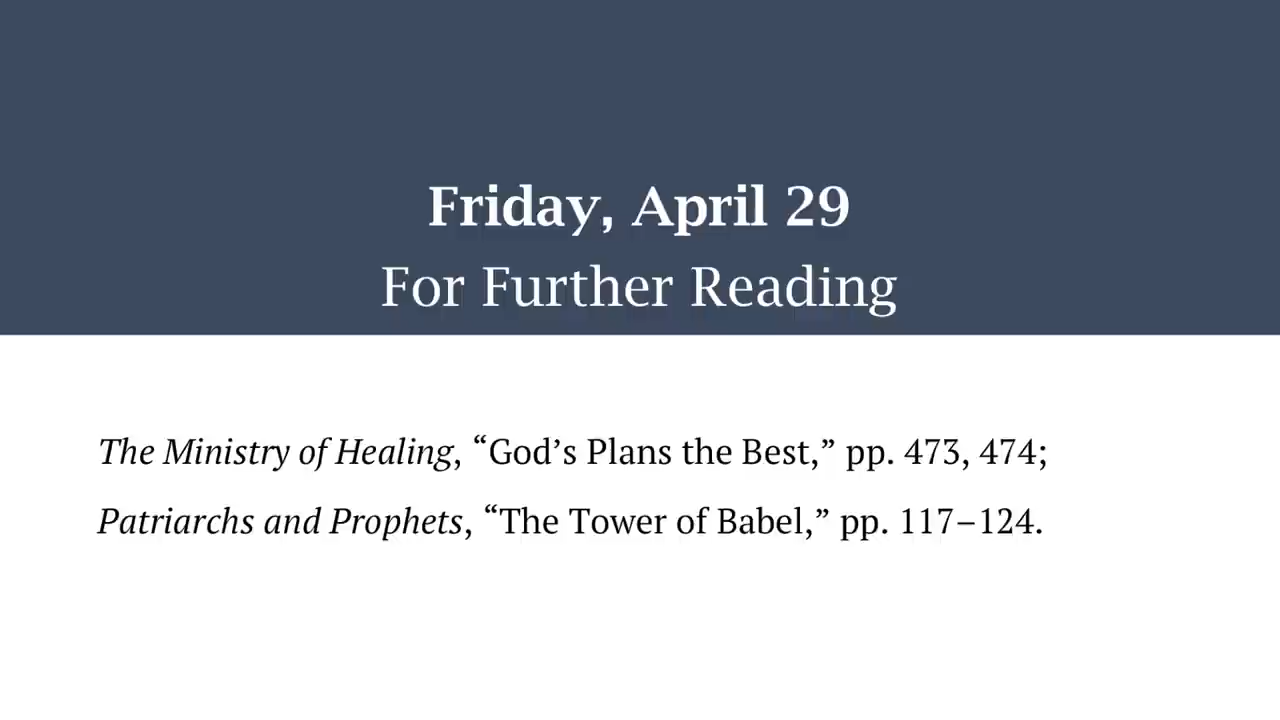 Friday, April 29
For Further Reading
The Ministry of Healing, “God’s Plans the Best,” pp. 473, 474;
Patriarchs and Prophets, “The Tower of Babel,” pp. 117–124.